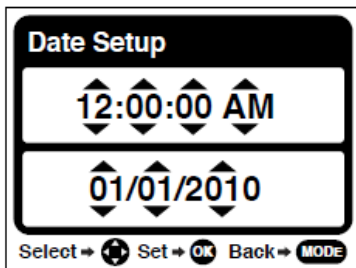 Date Setup
12:00:00 AM
01/01/2010
Select ➡ Set ➡ OK Back ➡ MODE